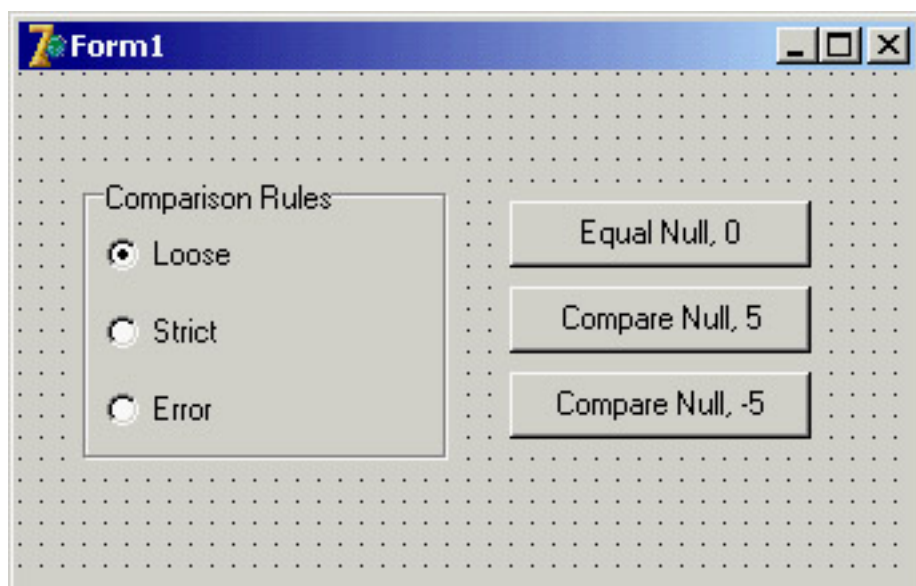 Form1
Comparison Rules
Loose
Strict
Error
Equal Null, 0
Compare Null, 5
Compare Null, -5